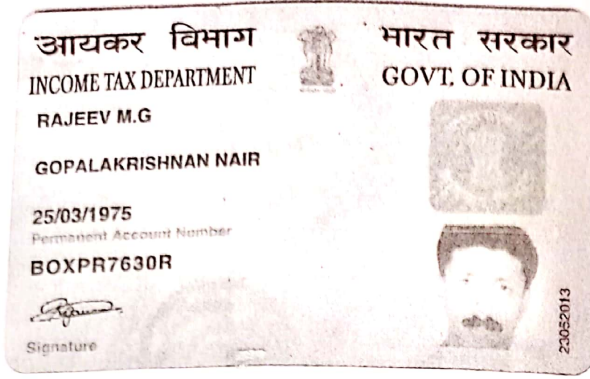 आयकर विभाग
भारत सरकार
INCOME TAX DEPARTMENT
GOVT. OF INDIA
RAJEEV M.G
GOPALAKRISHNAN NAIR
25/03/1975
Permanent Account Number
BOXPR7630R
Signature
23052013